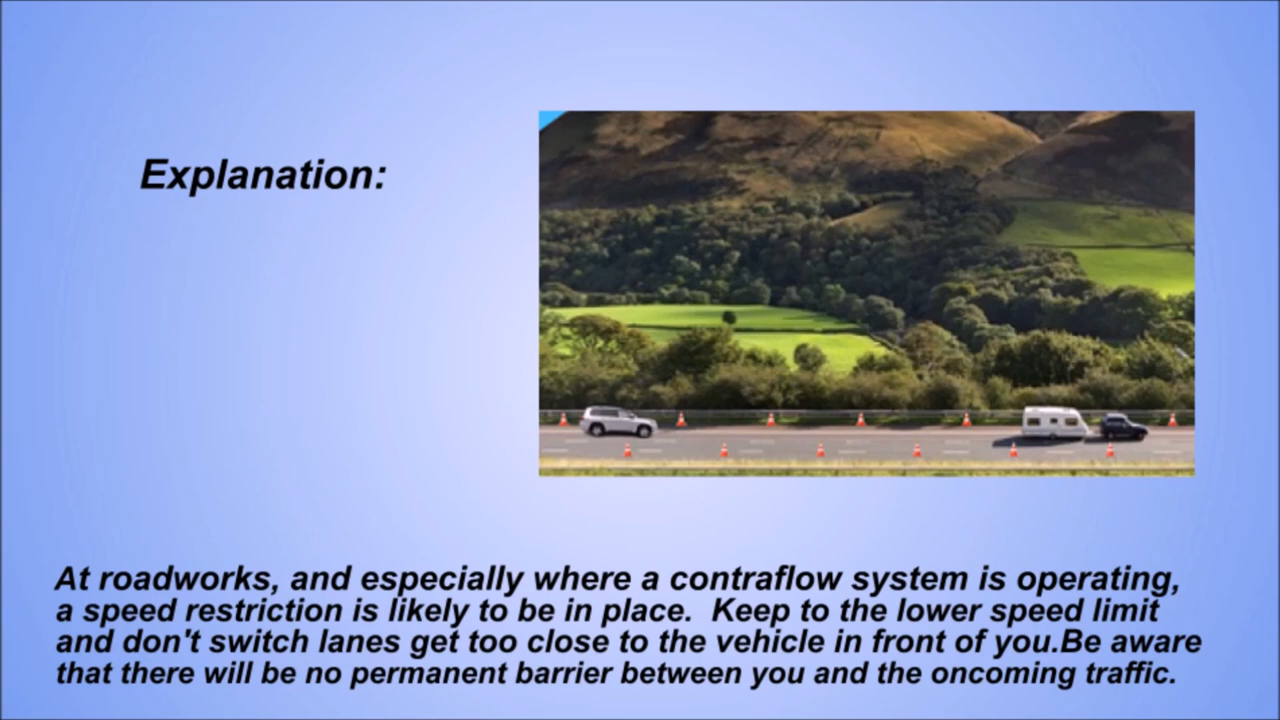 Explanation:
At roadworks, and especially where a contraflow system is operating,
a speed restriction is likely to be in place.  Keep to the lower speed limit
and don't switch lanes get too close to the vehicle in front of you.Be aware
that there will be no permanent barrier between you and the oncoming traffic.